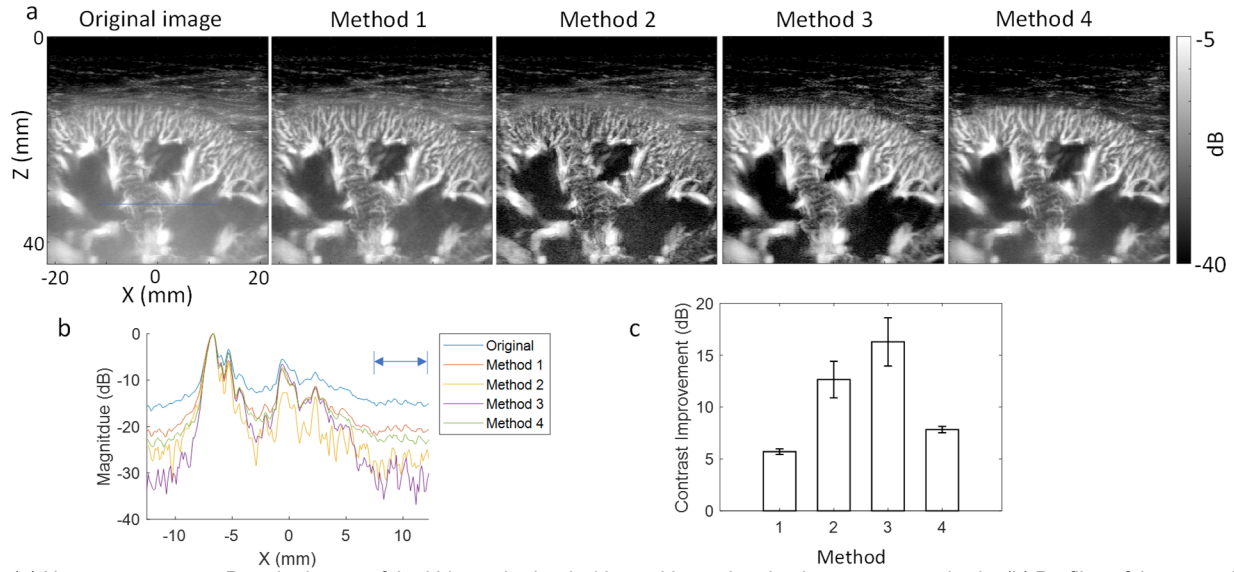 a
Original image
Method 1
Method 2
Method 3
Method 4
0
Z (mm)
40
-20
0
20
X (mm)
-5
dB
-40
b
0
-10
-20
-30
-40
Magnitdue (dB)
-10
-5
0
5
10
X (mm)
Original
Method 1
Method 2
Method 3
Method 4
c
20
15
10
5
0
Contrast Improvement (dB)
1
2
3
4
Method